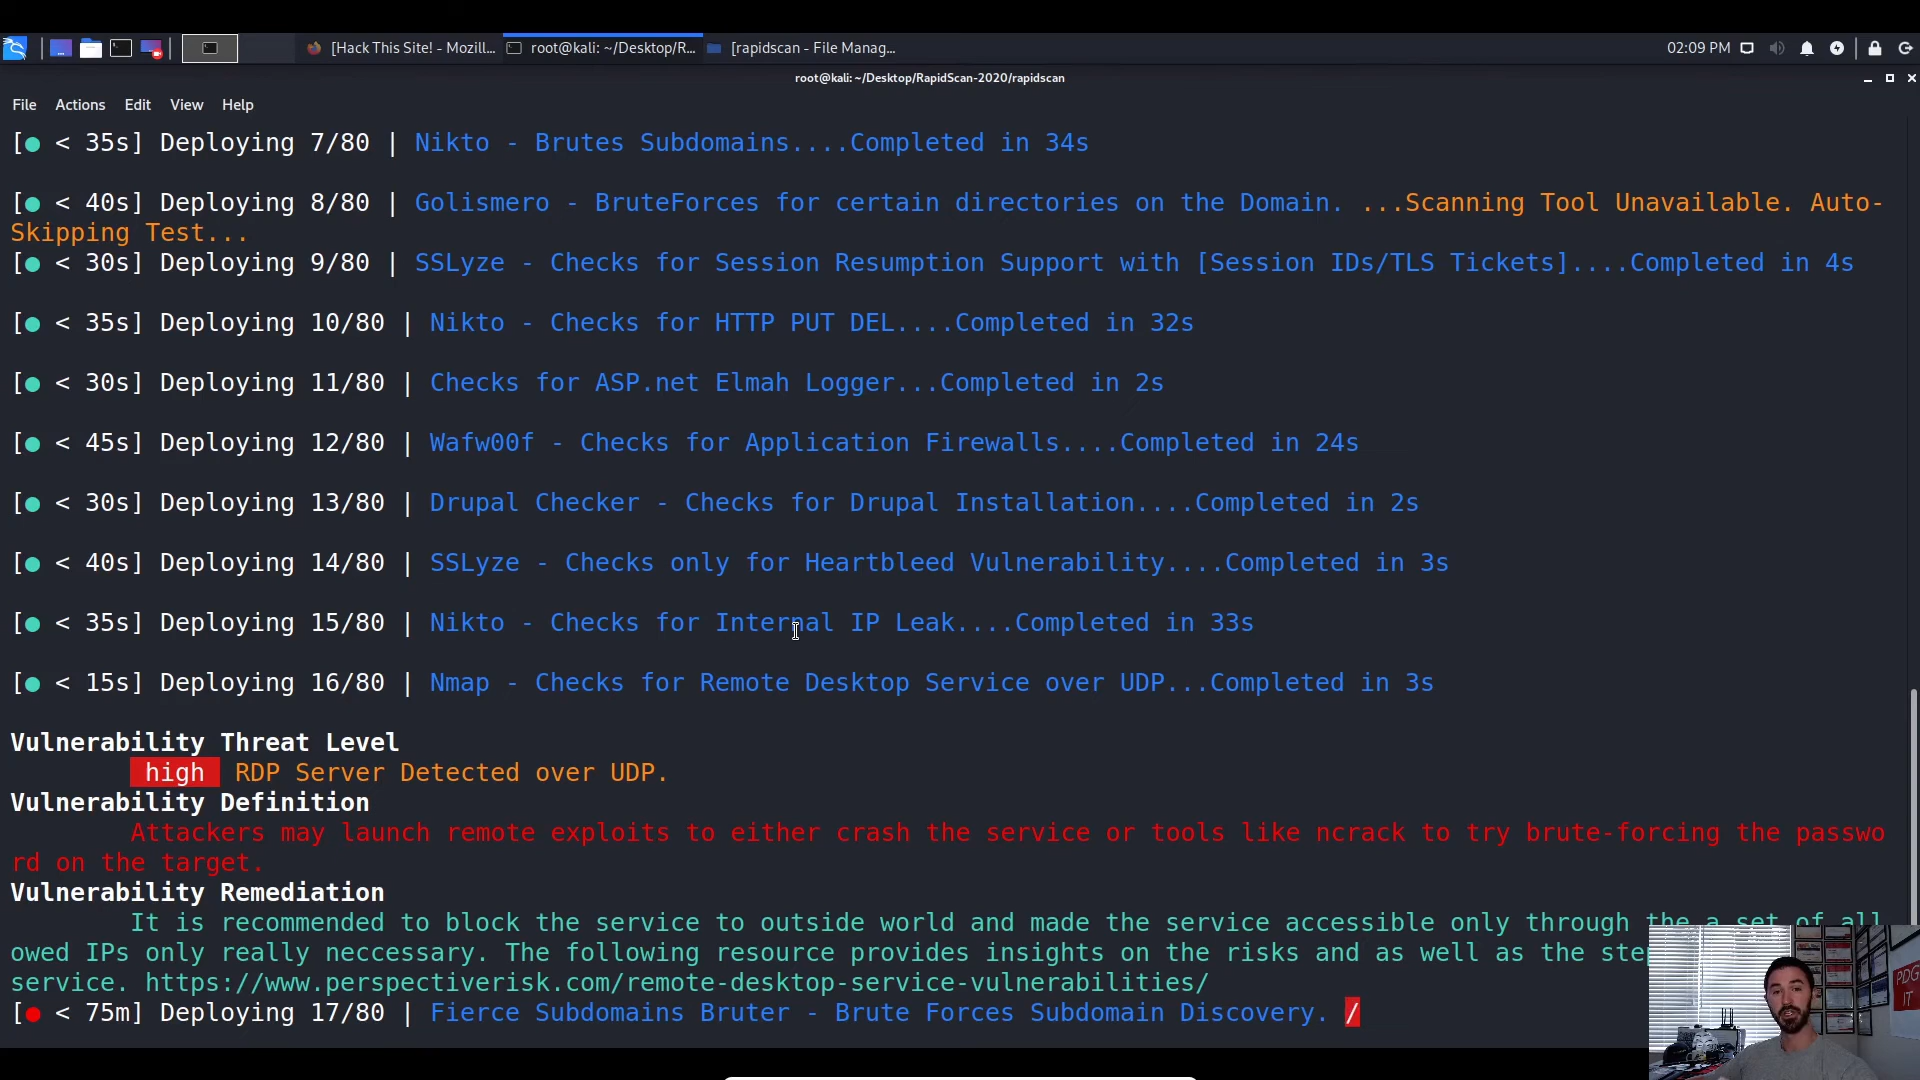 [Hack This Site! - Mozill...
root@kali: ~/Desktop/R...
[rapidscan - File Manag...
02:09 PM
root@kali: ~/Desktop/RapidScan-2020/rapidscan
File Actions Edit View Help
[● < 35s] Deploying 7/80 | Nikto - Brutes Subdomains....Completed in 34s
[● < 40s] Deploying 8/80 | Golismero - BruteForces for certain directories on the Domain. ...Scanning Tool Unavailable. Auto-
Skipping Test...
[● < 30s] Deploying 9/80 | SSLyze - Checks for Session Resumption Support with [Session IDs/TLS Tickets]....Completed in 4s
[● < 35s] Deploying 10/80 | Nikto - Checks for HTTP PUT DEL....Completed in 32s
[● < 30s] Deploying 11/80 | Checks for ASP.net Elmah Logger...Completed in 2s
[● < 45s] Deploying 12/80 | Wafw00f - Checks for Application Firewalls....Completed in 24s
[● < 30s] Deploying 13/80 | Drupal Checker - Checks for Drupal Installation....Completed in 2s
[● < 40s] Deploying 14/80 | SSLyze - Checks only for Heartbleed Vulnerability....Completed in 3s
[● < 35s] Deploying 15/80 | Nikto - Checks for Internal IP Leak....Completed in 33s
[● < 15s] Deploying 16/80 | Nmap - Checks for Remote Desktop Service over UDP...Completed in 3s
Vulnerability Threat Level
high RDP Server Detected over UDP.
Vulnerability Definition
Attackers may launch remote exploits to either crash the service or tools like ncrack to try brute-forcing the passwo
rd on the target.
Vulnerability Remediation
It is recommended to block the service to outside world and made the service accessible only through the a set of all
owed IPs only really neccessary. The following resource provides insights on the risks and as well as the ste
service. https://www.perspectiverisk.com/remote-desktop-service-vulnerabilities/
[● < 75m] Deploying 17/80 | Fierce Subdomains Bruter - Brute Forces Subdomain Discovery. /
PDG
IT